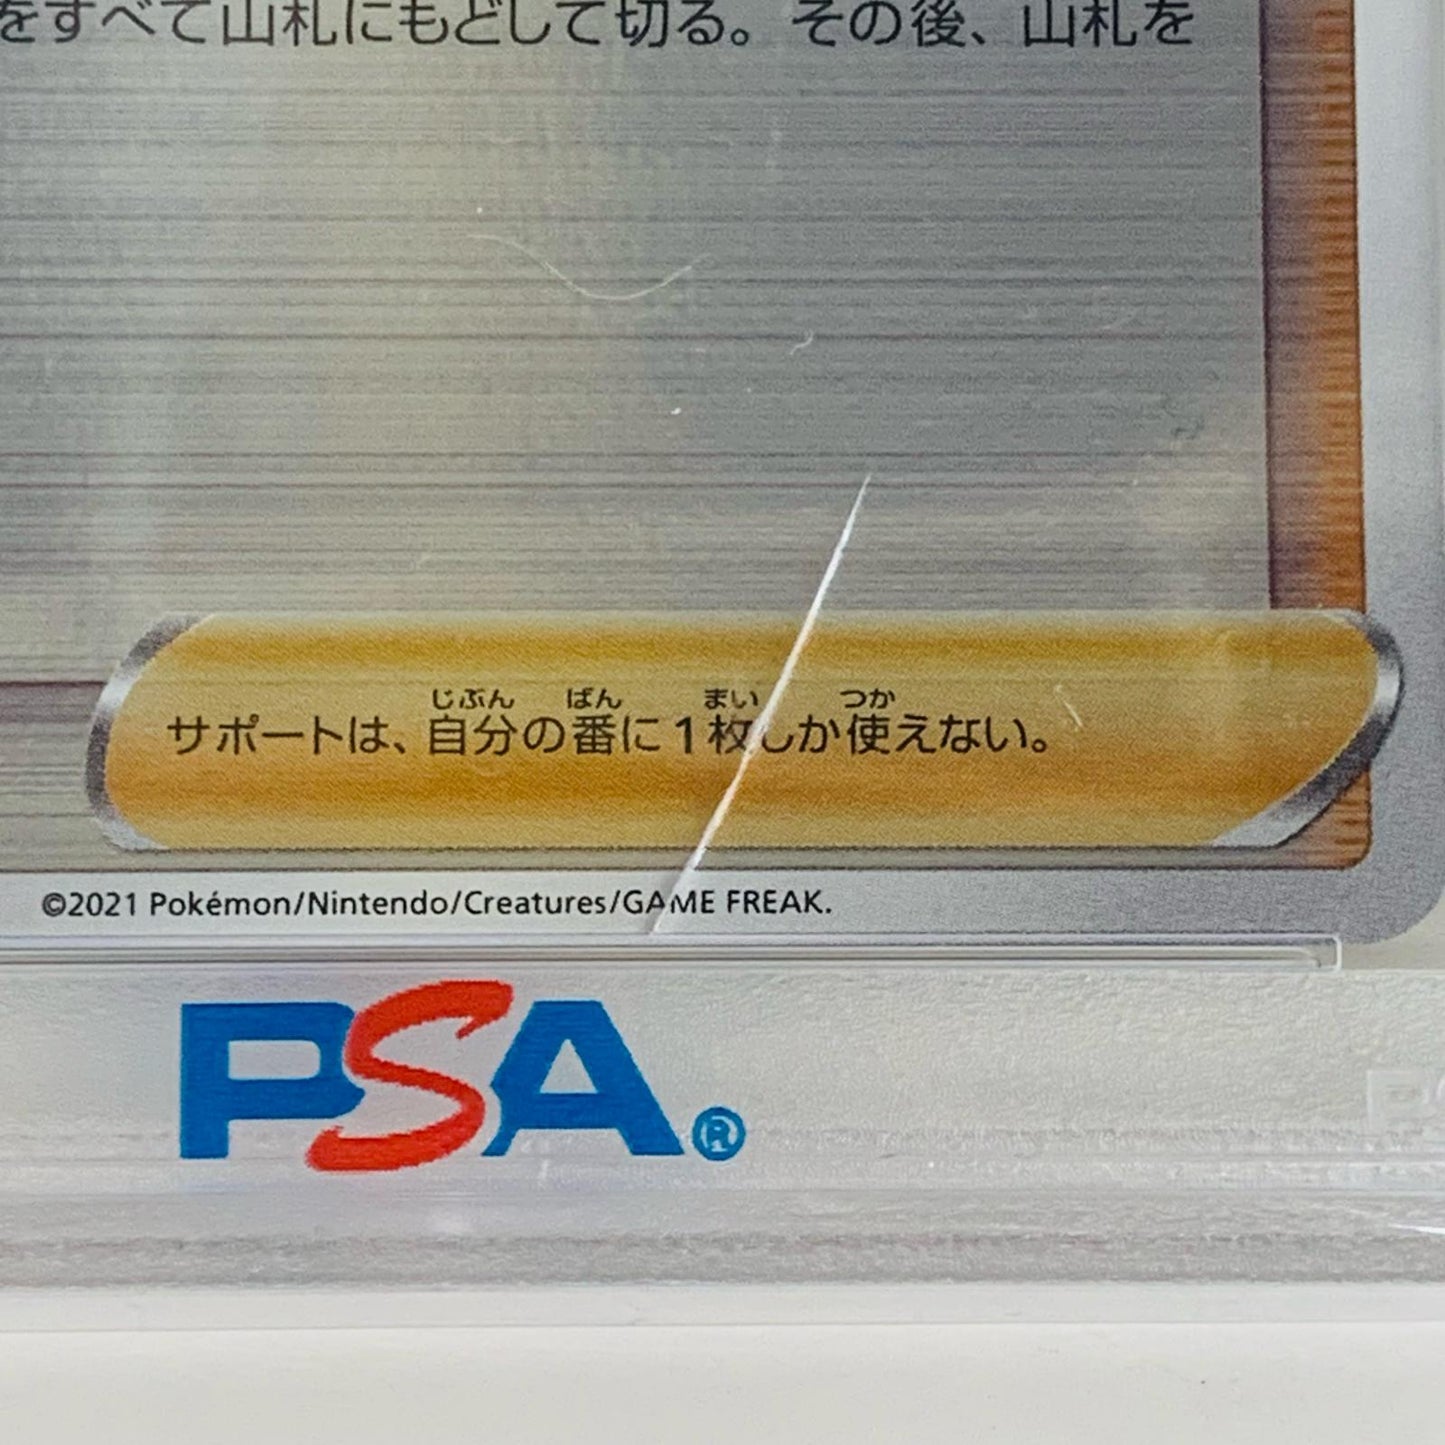 をすべて山札にもどして切る。その後、山札を
じぶん ばん まい つか
サポートは、自分の番に1枚しか使えない。
©2021 Pokémon/Nintendo/Creatures/GAME FREAK.
PSA®